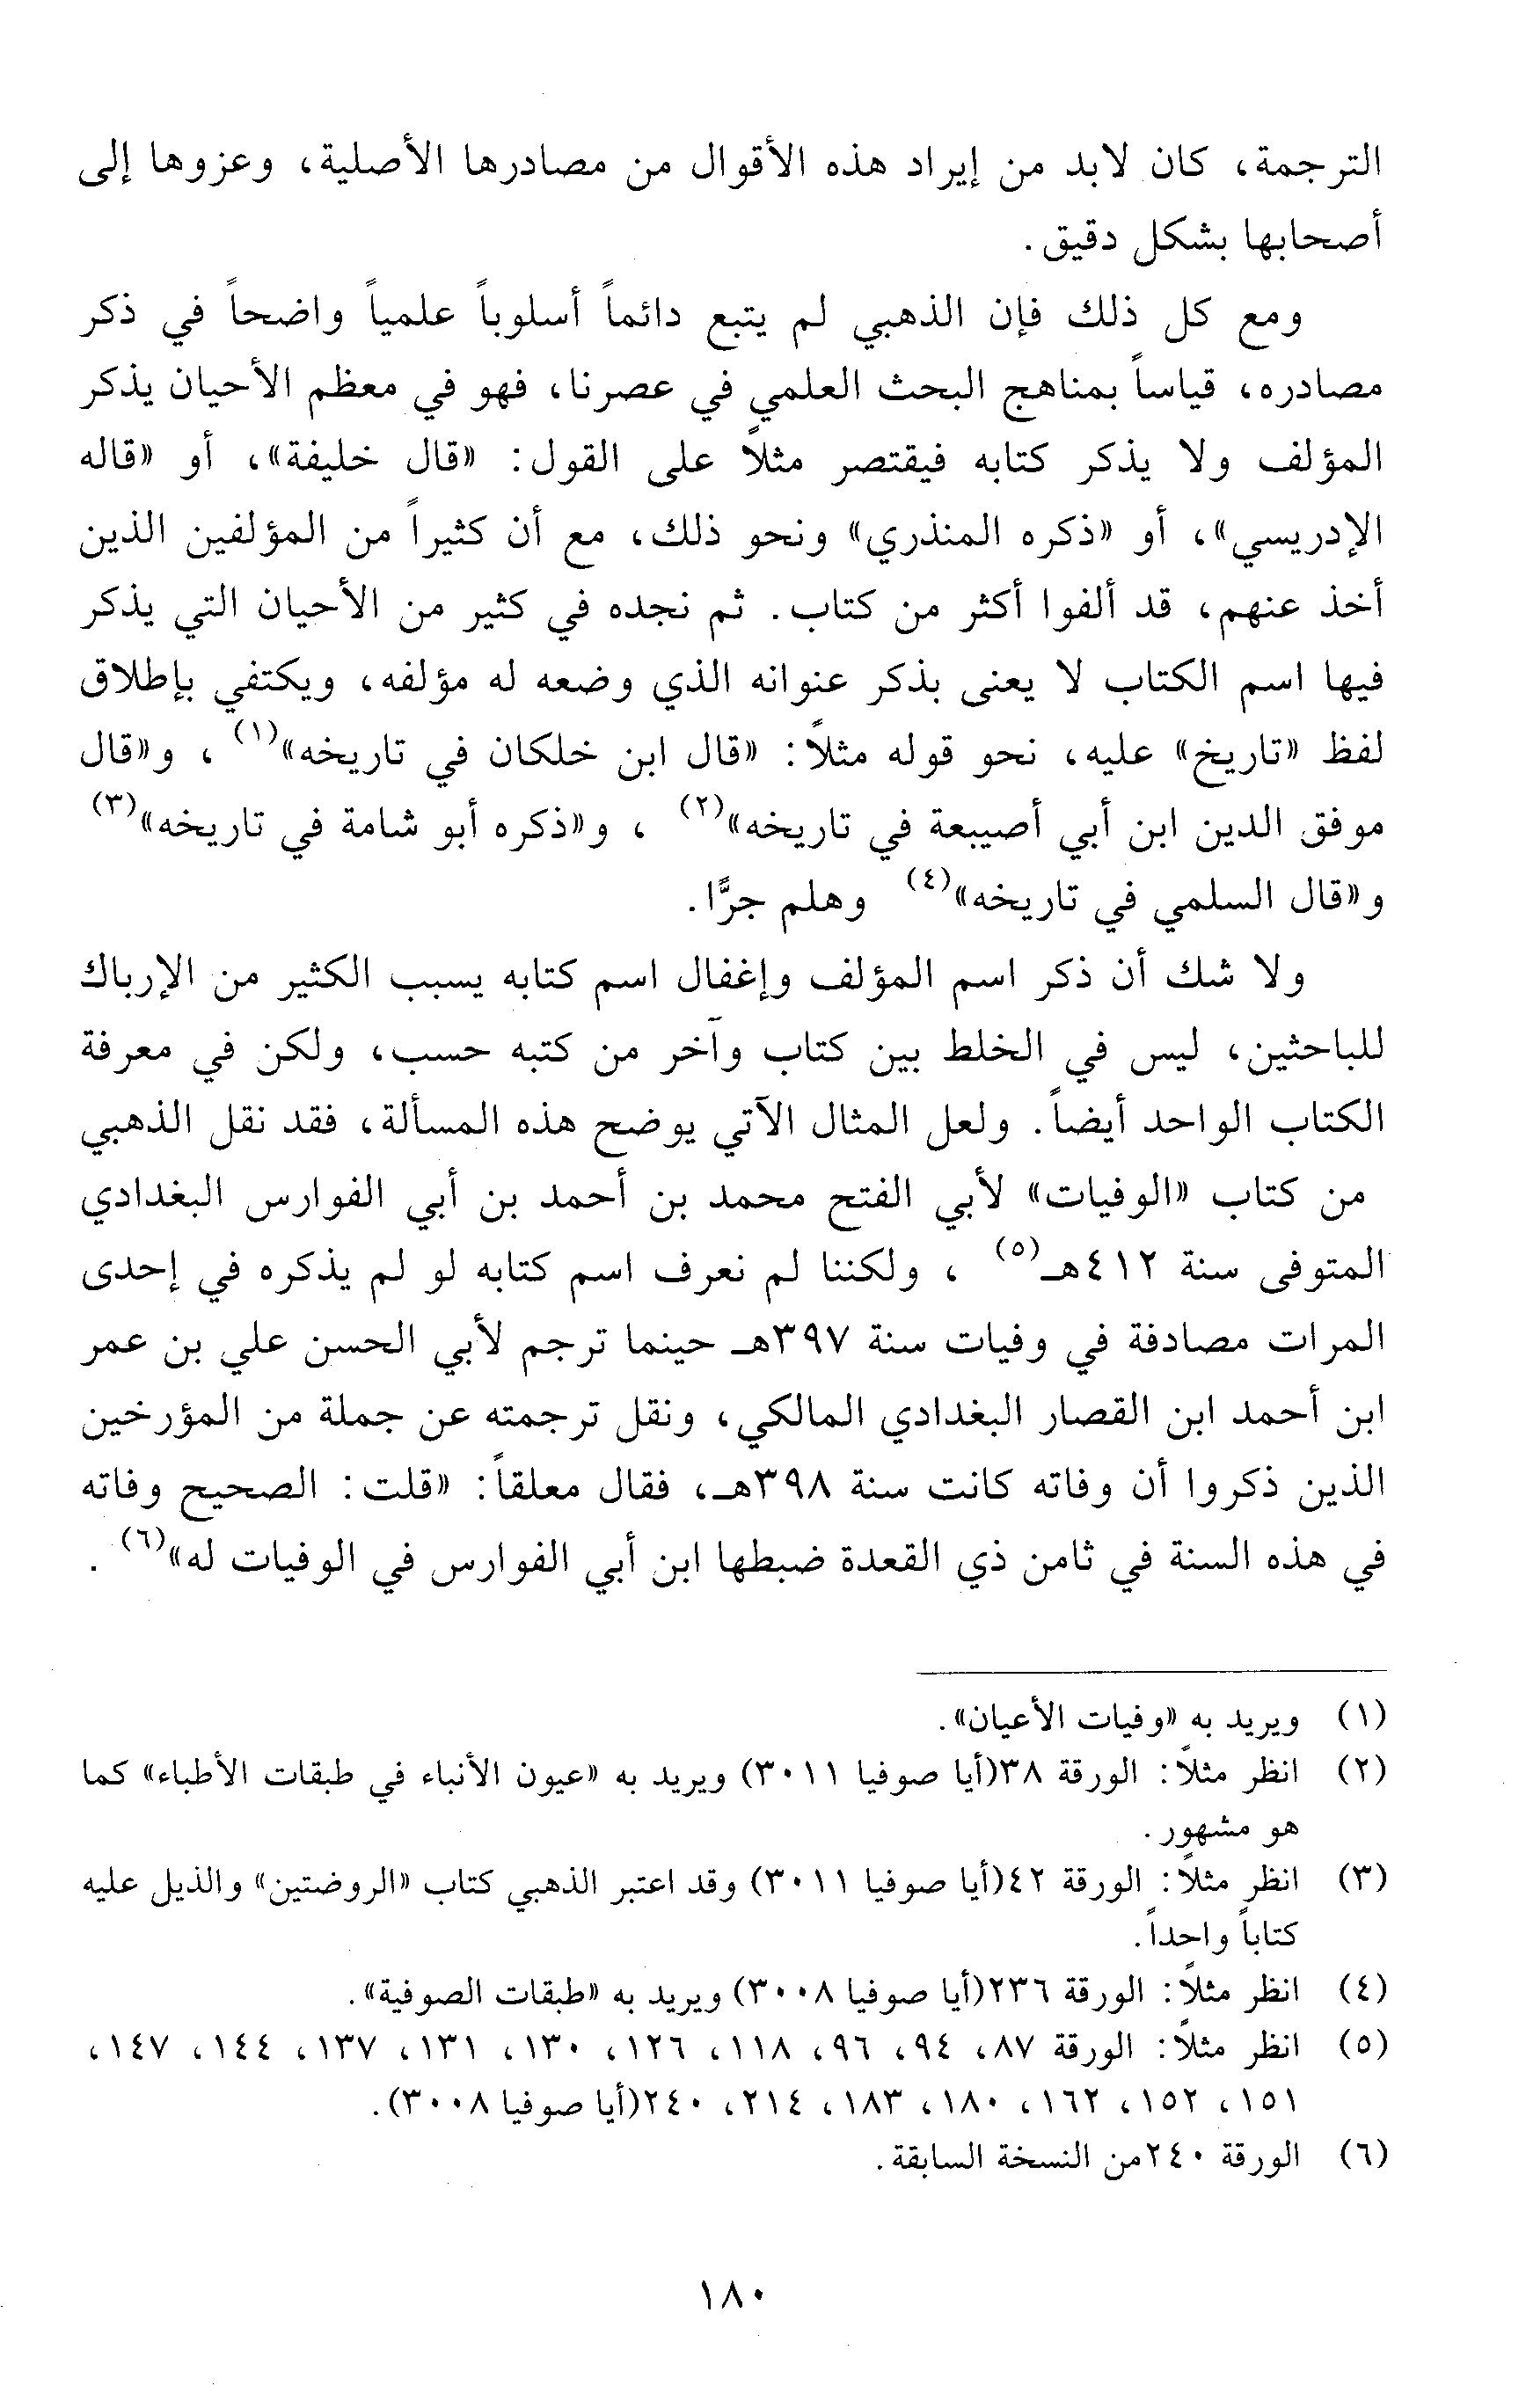 الترجمة، كان لابد من إيراد هذه الأقوال من مصادرها الأصلية، وعزوها إلى
أصحابها بشكل دقيق.
ومع كل ذلك فإن الذهبي لم يتبع دائماً أسلوباً علمياً واضحاً في ذكر
مصادره، قياساً بمناهج البحث العلمي في عصرنا، فهو في معظم الأحيان يذكر
المؤلف ولا يذكر كتابه فيقتصر مثلاً على القول: «قال خليفة»، أو «قاله
الإدريسي»، أو «ذكره المنذري» ونحو ذلك، مع أن كثيراً من المؤلفين الذين
أخذ عنهم، قد ألفوا أكثر من كتاب. ثم نجده في كثير من الأحيان التي يذكر
فيها اسم الكتاب لا يعنى بذكر عنوانه الذي وضعه له مؤلفه، ويكتفي بإطلاق
لفظ «تاريخ» عليه، نحو قوله مثلاً: «قال ابن خلكان في تاريخه»(١)، و«قال
موفق الدين ابن أبي أصيبعة في تاريخه»(٢)، و«ذكره أبو شامة في تاريخه»(٣)
و«قال السلمي في تاريخه»(٤) وهلم جرًّا.
ولا شك أن ذكر اسم المؤلف وإغفال اسم كتابه يسبب الكثير من الإرباك
للباحثين، ليس في الخلط بين كتاب وآخر من كتبه حسب، ولكن في معرفة
الكتاب الواحد أيضاً. ولعل المثال الآتي يوضح هذه المسألة، فقد نقل الذهبي
من كتاب «الوفيات» لأبي الفتح محمد بن أحمد بن أبي الفوارس البغدادي
المتوفى سنة ٤١٢هـ(٥)، ولكننا لم نعرف اسم كتابه لو لم يذكره في إحدى
المرات مصادفة في وفيات سنة ٣٩٧هـ حينما ترجم لأبي الحسن علي بن عمر
ابن أحمد ابن القصار البغدادي المالكي، ونقل ترجمته عن جملة من المؤرخين
الذين ذكروا أن وفاته كانت سنة ٣٩٨هـ، فقال معلقاً: «قلت: الصحيح وفاته
في هذه السنة في ثامن ذي القعدة ضبطها ابن أبي الفوارس في الوفيات له»(٦).
(١) ويريد به «وفيات الأعيان».
(٢) انظر مثلاً: الورقة ٣٨(أيا صوفيا ٣٠١١) ويريد به «عيون الأنباء في طبقات الأطباء» كما
هو مشهور.
(٣) انظر مثلاً: الورقة ٤٢(أيا صوفيا ٣٠١١) وقد اعتبر الذهبي كتاب «الروضتين» والذيل عليه
كتاباً واحداً.
(٤) انظر مثلاً: الورقة ٢٣٦(أيا صوفيا ٣٠٠٨) ويريد به «طبقات الصوفية».
(٥) انظر مثلاً: الورقة ٨٧، ٩٤، ٩٦، ١١٨، ١٢٦، ١٣٠، ١٣١، ١٣٧، ١٤٤، ١٤٧،
١٥١، ١٥٢، ١٦٢، ١٨٠، ١٨٣، ٢١٤، ٢٤٠(أيا صوفيا ٣٠٠٨).
(٦) الورقة ٢٤٠من النسخة السابقة.
١٨٠